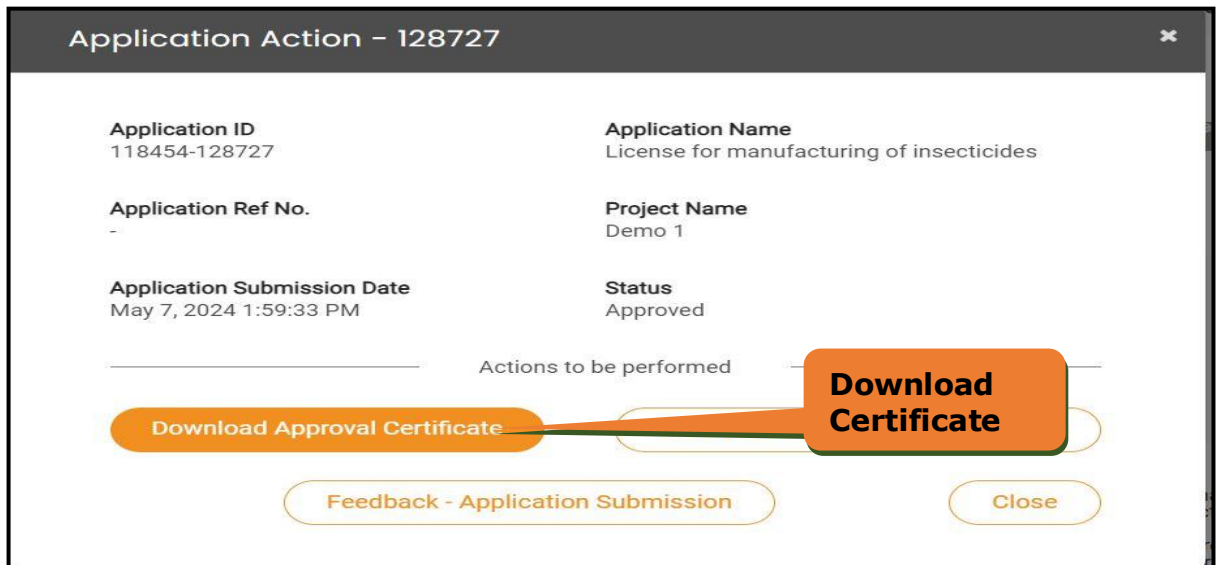 Application Action - 128727
Application ID
118454-128727
Application Name
License for manufacturing of insecticides
Application Ref No.
-
Project Name
Demo 1
Application Submission Date
May 7, 2024 1:59:33 PM
Status
Approved
Actions to be performed
Download Approval Certificate
Download
Certificate
Feedback - Application Submission
Close